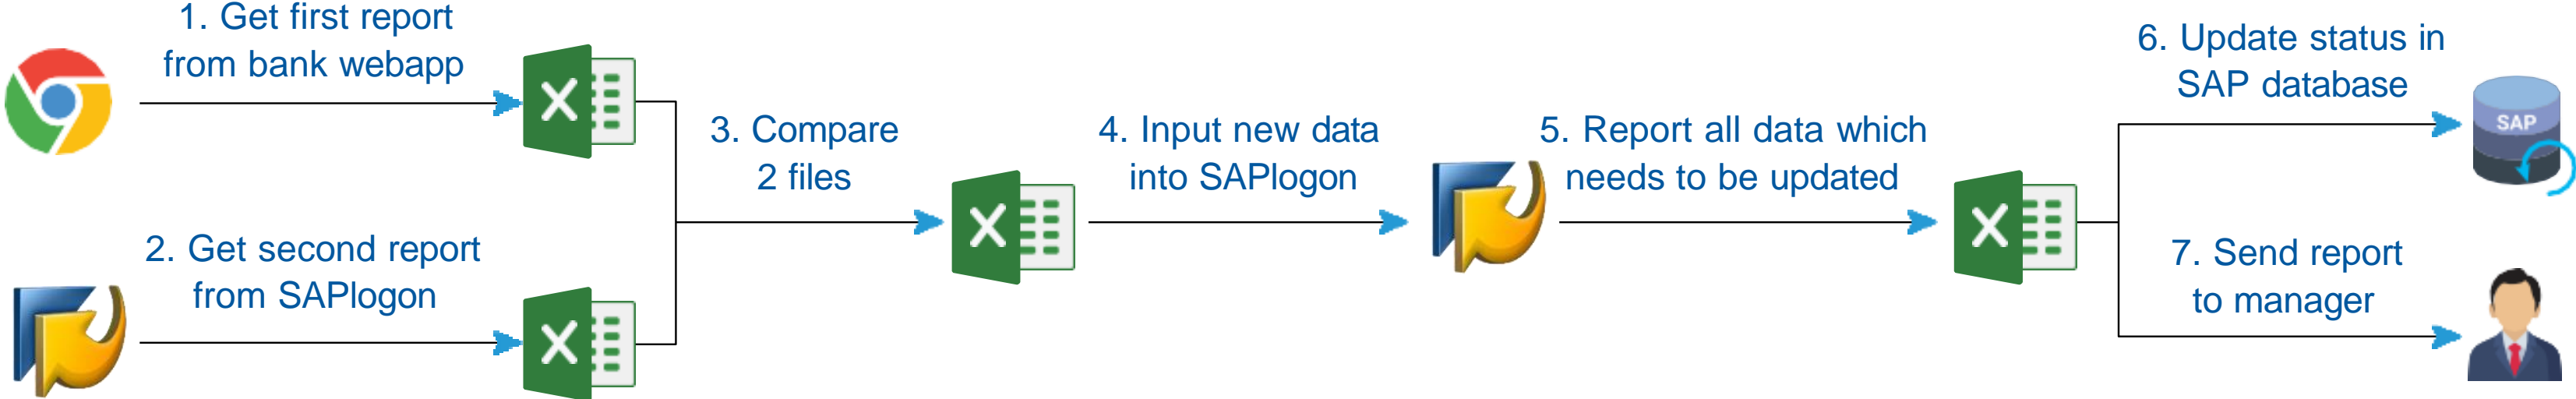 1. Get first report
from bank webapp
2. Get second report
from SAPlogon
3. Compare
2 files
4. Input new data
into SAPlogon
5. Report all data which
needs to be updated
6. Update status in
SAP database
SAP
7. Send report
to manager
X
X
X
X